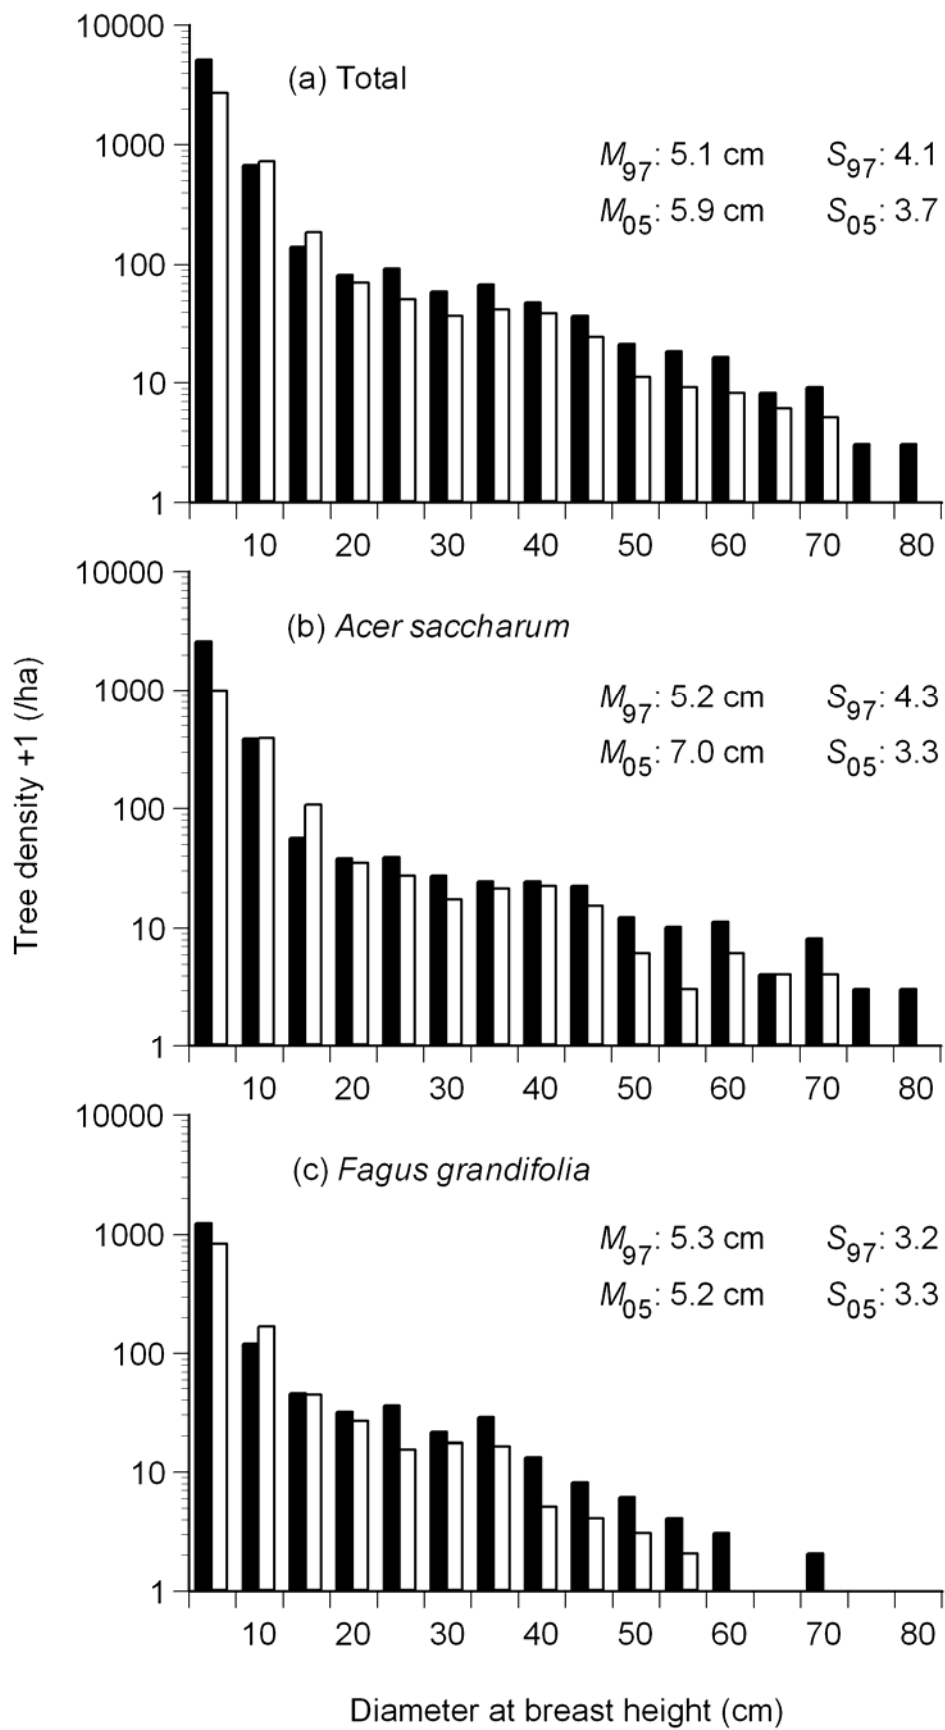 10000
(a) Total
1000
M97: 5.1 cm S97: 4.1
M05: 5.9 cm S05: 3.7
100
10
1
10 20 30 40 50 60 70 80
10000
(b) Acer saccharum
1000
M97: 5.2 cm S97: 4.3
M05: 7.0 cm S05: 3.3
100
10
1
10 20 30 40 50 60 70 80
Tree density +1 (/ha)
10000
(c) Fagus grandifolia
1000
M97: 5.3 cm S97: 3.2
M05: 5.2 cm S05: 3.3
100
10
1
10 20 30 40 50 60 70 80
Diameter at breast height (cm)